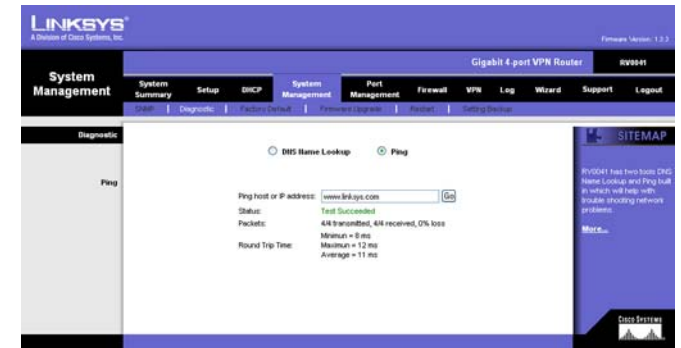 LINKSYS®
A Division of Cisco Systems, Inc.
Firmware Version: 1.3.3
Gigabit 4-port VPN Router
RV0041
System Management
System Summary
Setup
DHCP
System Management
Port Management
Firewall
VPN
Log
Wizard
Support
Logout
SNMP | Diagnostic | Factory Default | Firmware Upgrade | Restart | Setting Backup
Diagnostic
DNS Name Lookup
Ping
Ping
Ping host or IP address: www.linksys.com Go
Status: Test Succeeded
Packets: 4/4 transmitted, 4/4 received, 0% loss
Minimum = 8 ms
Round Trip Time: Maximum = 12 ms
Average = 11 ms
SITEMAP
RV0041 has two tools DNS
Name Lookup and Ping built
in which will help with
trouble shooting network
problems.
More...
CISCO SYSTEMS